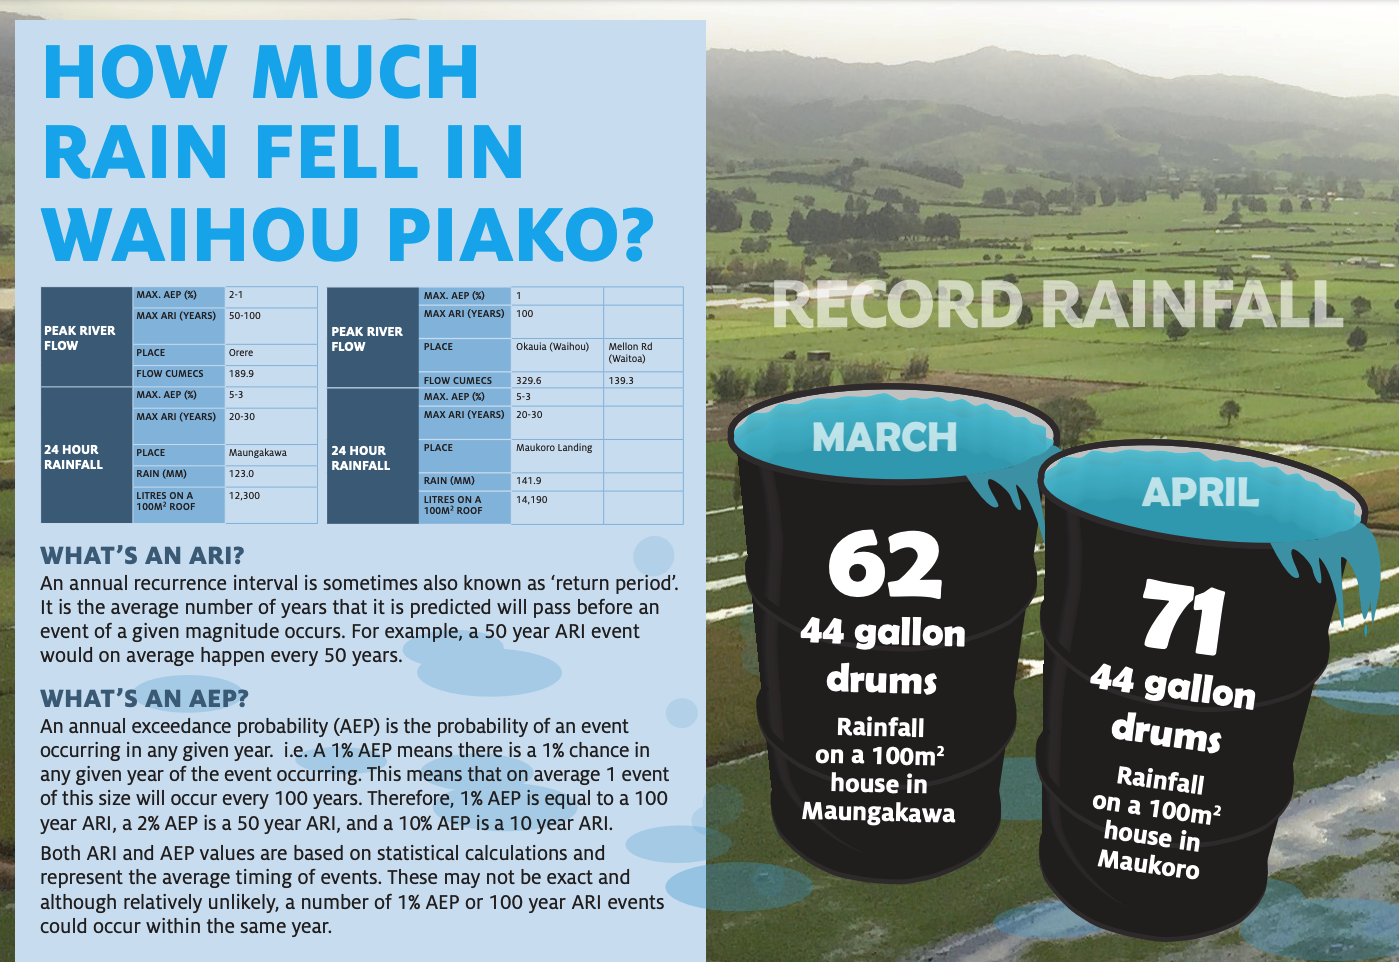 HOW MUCH
RAIN FELL IN
WAIHOU PIAKO?
PEAK RIVER
FLOW
MAX. AEP (%)
2-1
MAX ARI (YEARS)
50-100
PLACE
Orere
FLOW CUMECS
189.9
24 HOUR
RAINFALL
MAX. AEP (%)
5-3
MAX ARI (YEARS)
20-30
PLACE
Maungakawa
RAIN (MM)
123.0
LITRES ON A
100M² ROOF
12,300
PEAK RIVER
FLOW
MAX. AEP (%)
1
MAX ARI (YEARS)
100
PLACE
Okauia (Waihou)
Mellon Rd
(Waitoa)
FLOW CUMECS
329.6
139.3
24 HOUR
RAINFALL
MAX. AEP (%)
5-3
MAX ARI (YEARS)
20-30
PLACE
Maukoro Landing
RAIN (MM)
141.9
LITRES ON A
100M² ROOF
14,190
WHAT'S AN ARI?
An annual recurrence interval is sometimes also known as ‘return period’.
It is the average number of years that it is predicted will pass before an
event of a given magnitude occurs. For example, a 50 year ARI event
would on average happen every 50 years.
WHAT'S AN AEP?
An annual exceedance probability (AEP) is the probability of an event
occurring in any given year.  i.e. A 1% AEP means there is a 1% chance in
any given year of the event occurring. This means that on average 1 event
of this size will occur every 100 years. Therefore, 1% AEP is equal to a 100
year ARI, a 2% AEP is a 50 year ARI, and a 10% AEP is a 10 year ARI.
Both ARI and AEP values are based on statistical calculations and
represent the average timing of events. These may not be exact and
although relatively unlikely, a number of 1% AEP or 100 year ARI events
could occur within the same year.
RECORD RAINFALL
MARCH
62
44 gallon
drums
Rainfall
on a 100m²
house in
Maungakawa
APRIL
71
44 gallon
drums
Rainfall
on a 100m²
house in
Maukoro